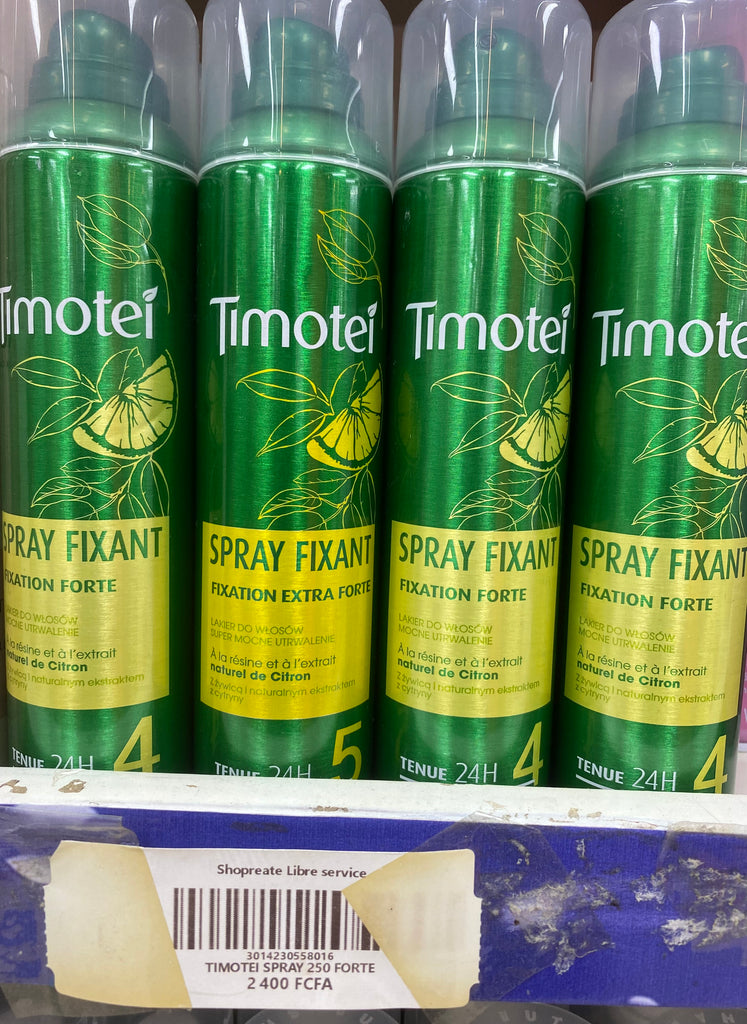 Timotei
SPRAY FIXANT
FIXATION FORTE
LAKIER DO WŁOSÓW
MOCNE UTRWALENIE
À la résine et à l'extrait
naturel de Citron
Z żywicą i naturalnym ekstraktem
z cytryny
TENUE 24H 4
Timotei
SPRAY FIXANT
FIXATION EXTRA FORTE
LAKIER DO WŁOSÓW
SUPER MOCNE UTRWALENIE
À la résine et à l'extrait
naturel de Citron
Z żywicą i naturalnym ekstraktem
z cytryny
TENUE 24H 5
Timotei
SPRAY FIXANT
FIXATION FORTE
LAKIER DO WŁOSÓW
MOCNE UTRWALENIE
À la résine et à l'extrait
naturel de Citron
Z żywicą i naturalnym ekstraktem
z cytryny
TENUE 24H 4
Timote
SPRAY FIXANT
FIXATION FORTE
LAKIER DO WŁOSÓW
MOCNE UTRWALENIE
À la résine et à l'extrait
naturel de Citron
Z żywicą i naturalnym ekstraktem
z cytryny
TENUE 24H 4
Shopreate Libre service
3014230558016
TIMOTEI SPRAY 250 FORTE
2 400 FCFA